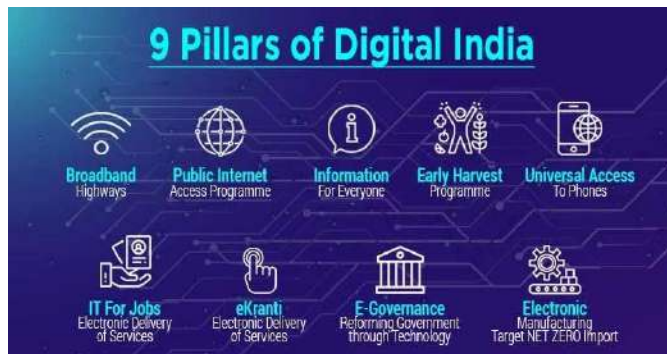 9 Pillars of Digital India
Broadband
Highways
Public Internet
Access Programme
Information
For Everyone
Early Harvest
Programme
Universal Access
To Phones
IT For Jobs
Electronic Delivery
of Services
eKranti
Electronic Delivery
of Services
E-Governance
Reforming Government
through Technology
Electronic
Manufacturing
Target NET ZERO Import